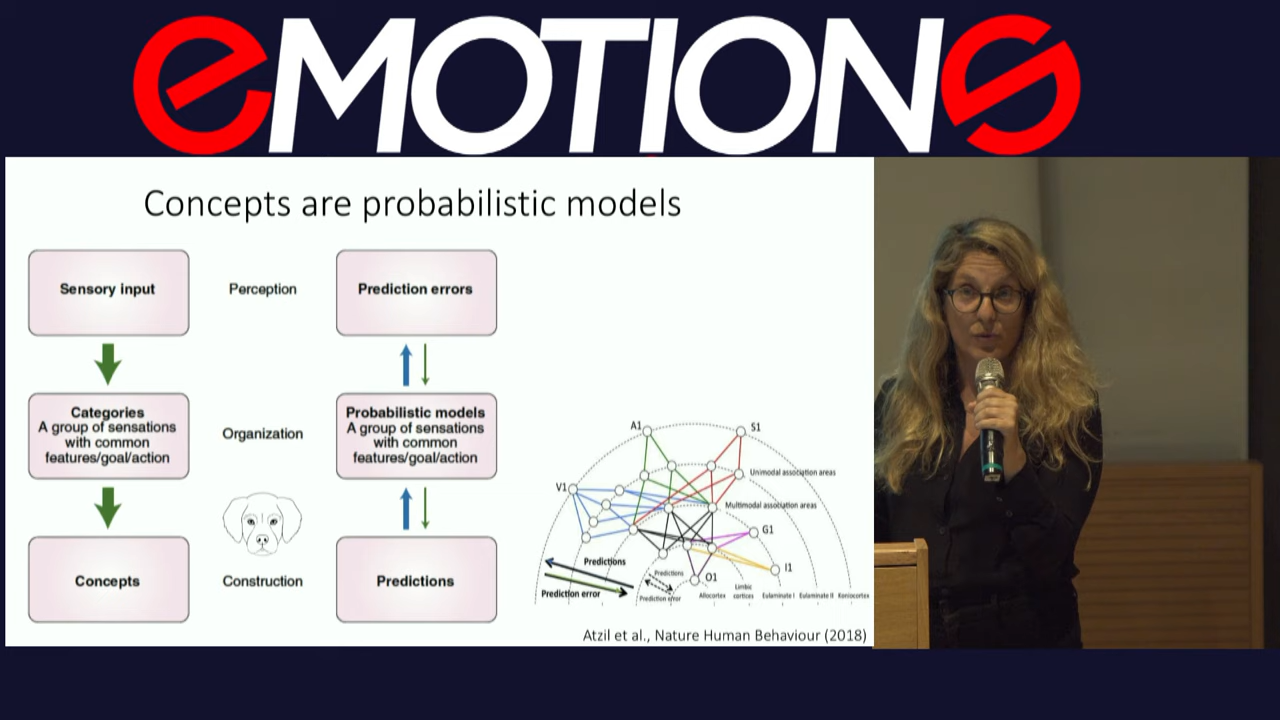 eMOTIONS
Concepts are probabilistic models
Sensory input
Perception
Prediction errors
Categories
A group of sensations
with common
features/goal/action
Organization
Probabilistic models
A group of sensations
with common
features/goal/action
Concepts
Construction
Predictions
A1
S1
Unimodal association areas
V1
Multimodal association areas
G1
I1
O1
Predictions
Prediction error
Predictions
Prediction error
Allocortex
Limbic
cortices
Eulaminate I
Eulaminate II
Koniocortex
Atzil et al., Nature Human Behaviour (2018)